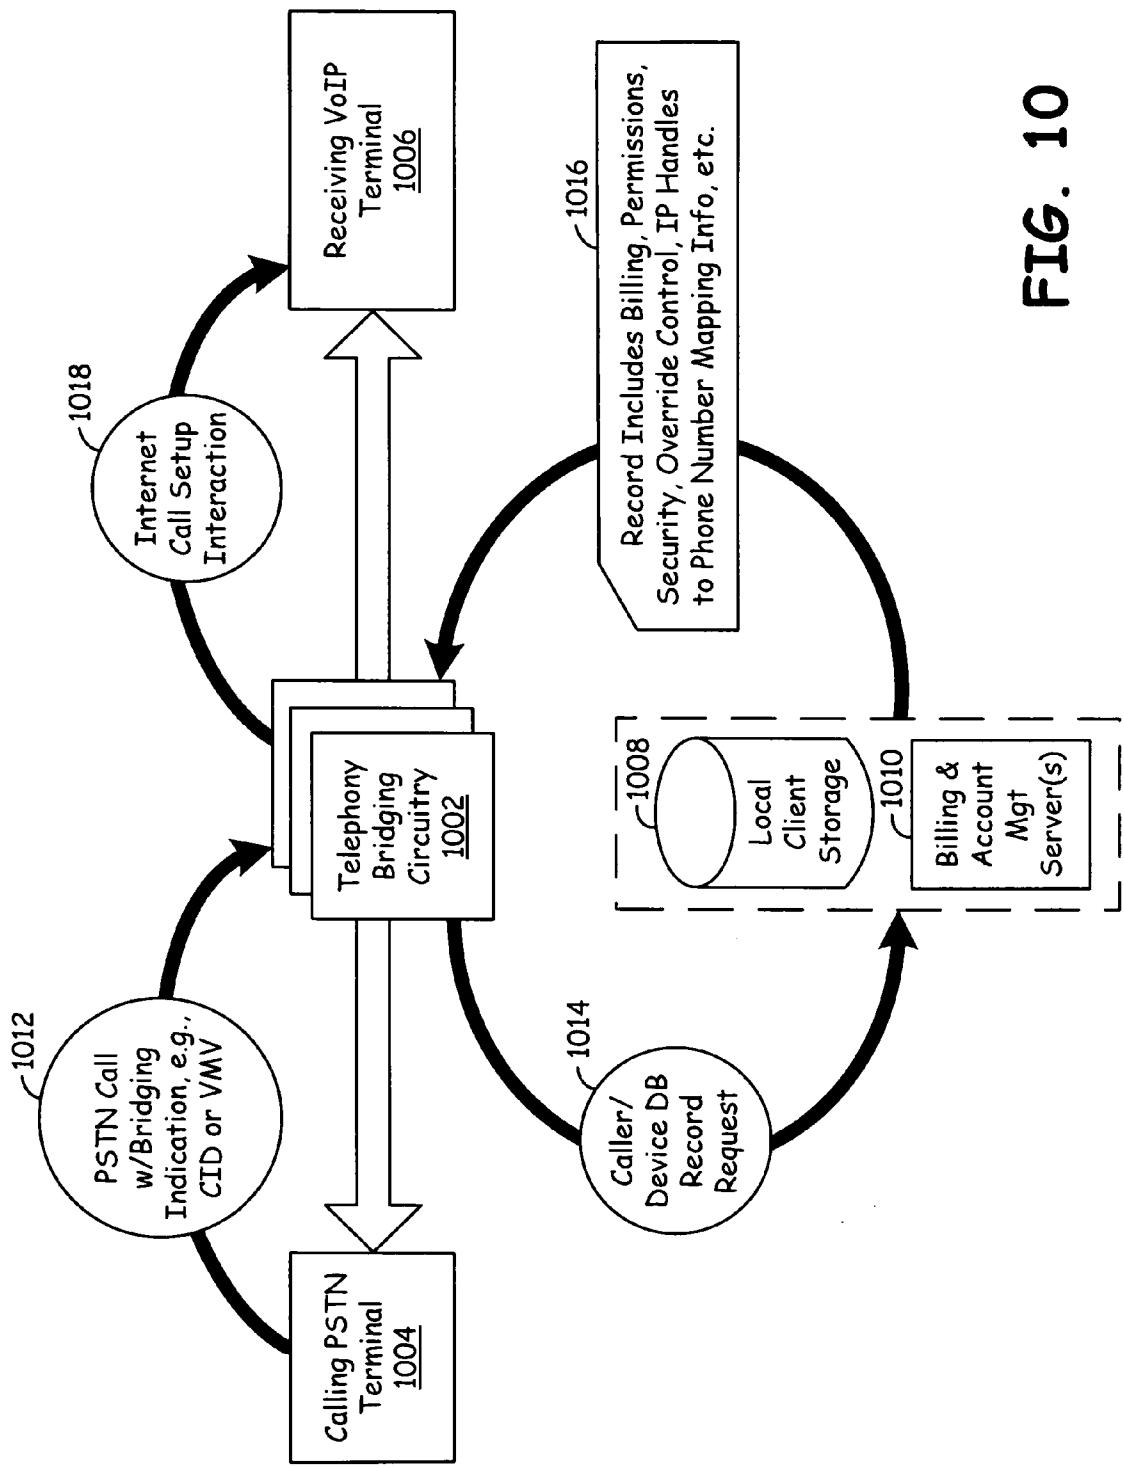 1012
PSTN Call
w/Bridging
Indication, e.g.,
CID or VMV
1018
Internet
Call Setup
Interaction
Calling PSTN
Terminal
1004
Telephony
Bridging
Circuitry
1002
Receiving VoIP
Terminal
1006
1014
Caller/
Device DB
Record
Request
1008
Local
Client
Storage
1010
Billing &
Account
Mgt
Server(s)
1016
Record Includes Billing, Permissions,
Security, Override Control, IP Handles
to Phone Number Mapping Info, etc.
FIG. 10